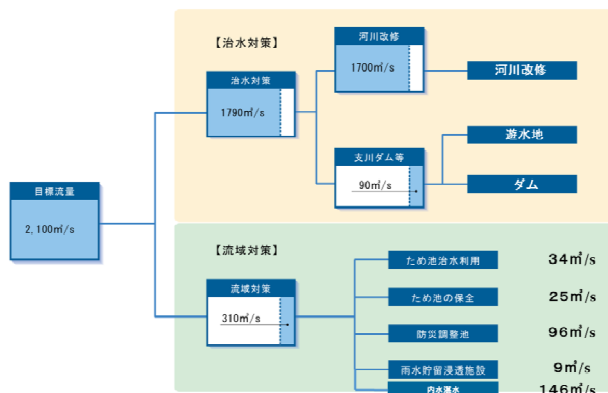 【治水対策】
河川改修
1700㎥/s
河川改修
治水対策
1790㎥/s
遊水地
支川ダム等
90㎥/s
ダム
目標流量
2,100㎥/s
【流域対策】
ため池治水利用 34㎥/s
流域対策
310㎥/s
ため池の保全 25㎥/s
防災調整池 96㎥/s
雨水貯留浸透施設 9㎥/s
内水湛水 146㎥/s